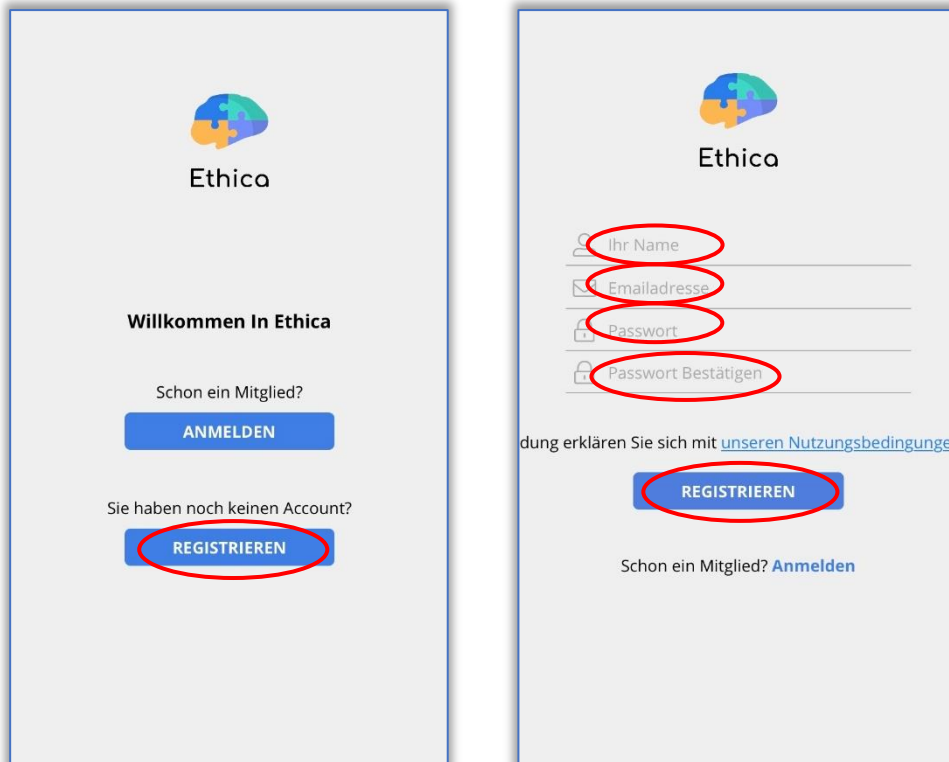 Ethica
Willkommen In Ethica
Schon ein Mitglied?
ANMELDEN
Sie haben noch keinen Account?
REGISTRIEREN
Ethica
Ihr Name
Emailadresse
Passwort
Passwort Bestätigen
dung erklären Sie sich mit unseren Nutzungsbedingunge
REGISTRIEREN
Schon ein Mitglied? Anmelden